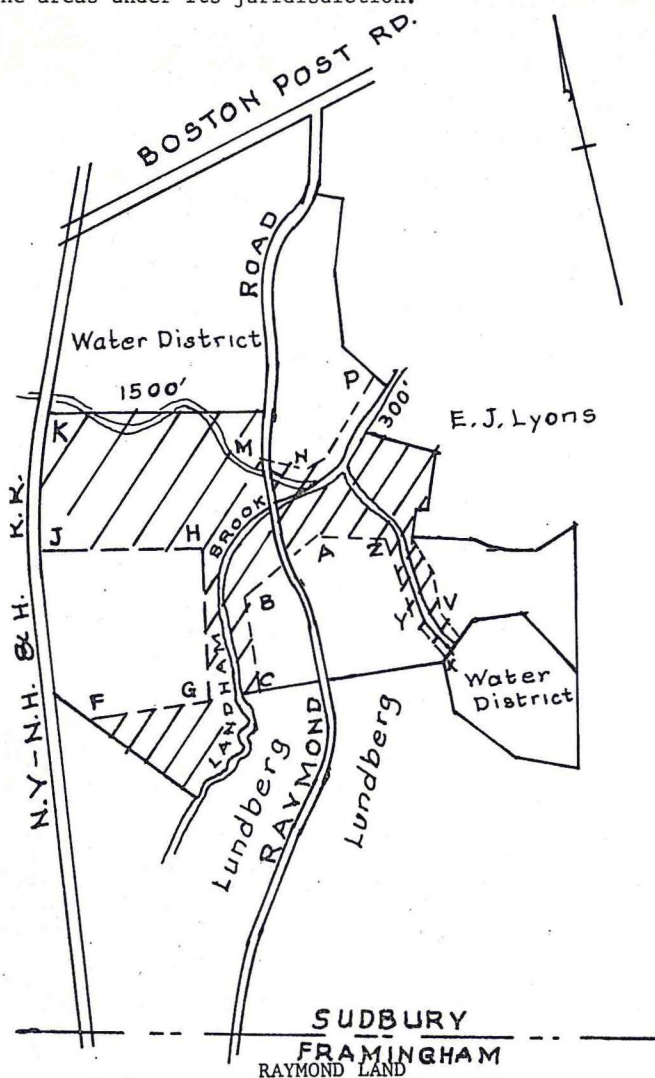 he areas under its jurisdiction.
BOSTON POST RD.
ROAD
Water District
1500'
P
300'
E. J. Lyons
K
M
N
J
H
BROOK
A
Z
B
Y
V
X
F
G
LANDHAM
C
Water
District
N.Y-N.H. & H. R.R.
Lundberg
RAYMOND
Lundberg
SUDBURY
FRAMINGHAM
RAYMOND LAND